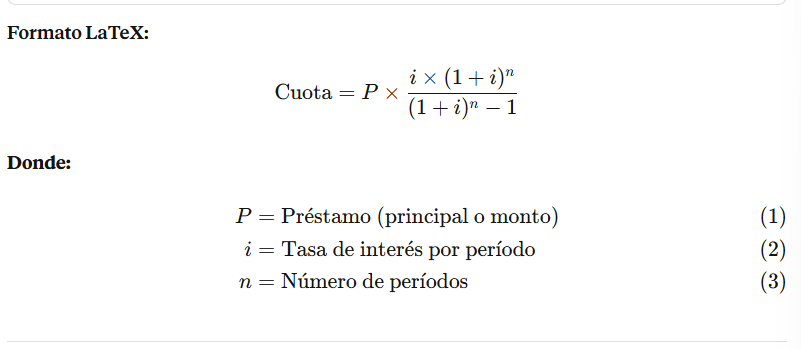 Formato LaTeX:
Cuota = P × \frac{i × (1 + i)^n}{(1 + i)^n − 1}
Donde:
P = Préstamo (principal o monto) (1)
i = Tasa de interés por período (2)
n = Número de períodos (3)